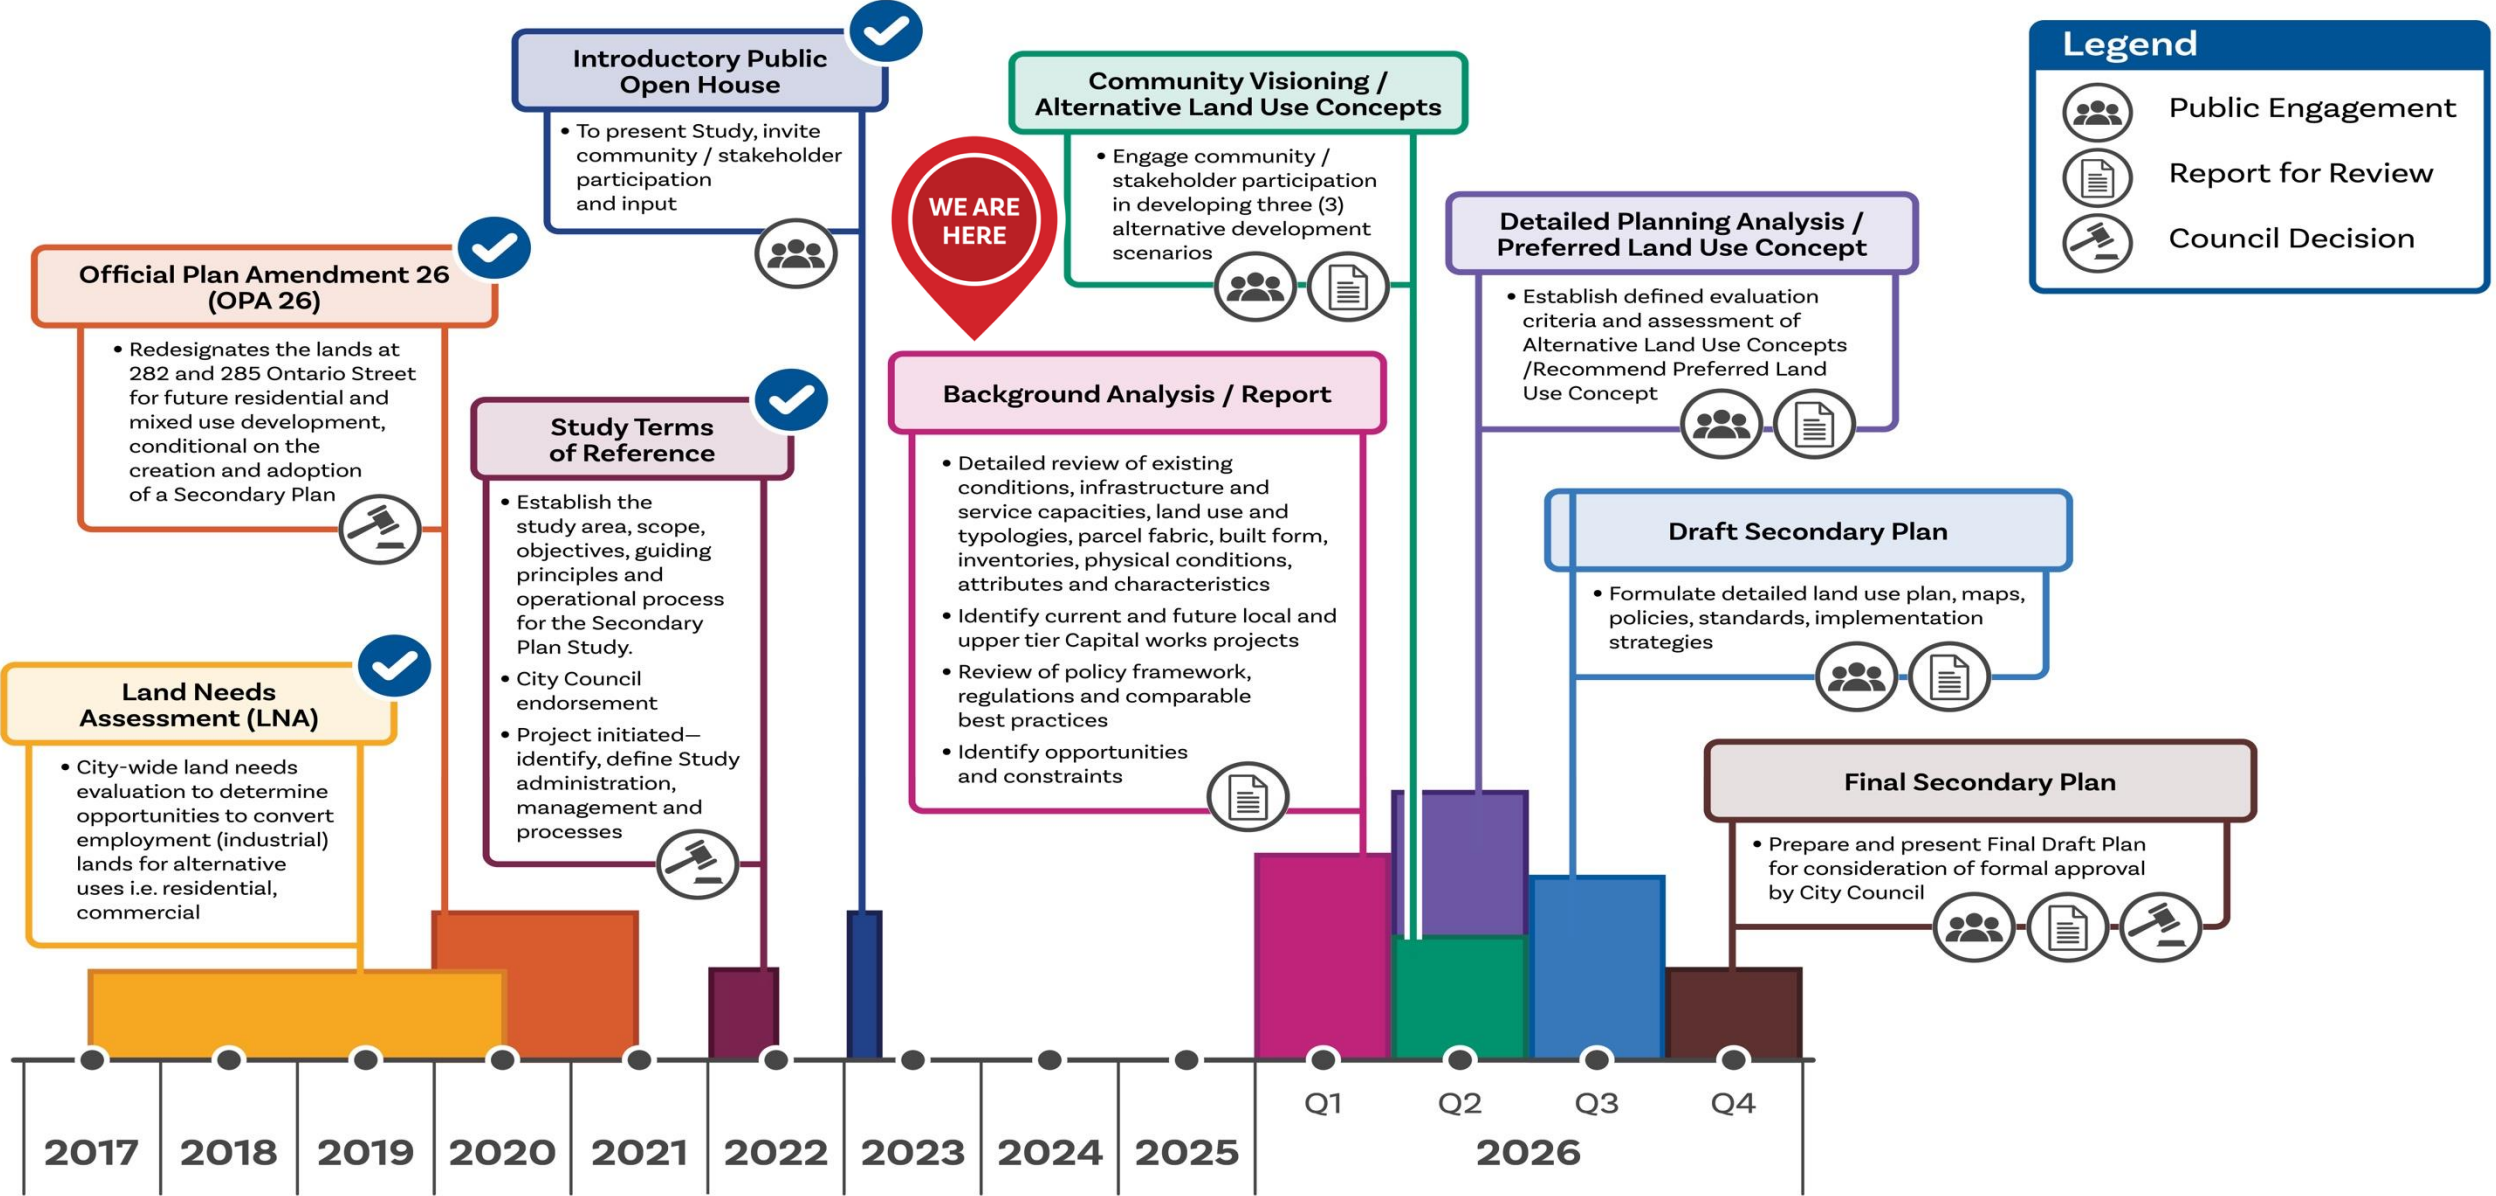 Introductory Public
Open House
• To present Study, invite
community / stakeholder
participation
and input
Official Plan Amendment 26
(OPA 26)
• Redesignates the lands at
282 and 285 Ontario Street
for future residential and
mixed use development,
conditional on the
creation and adoption
of a Secondary Plan
Land Needs
Assessment (LNA)
• City-wide land needs
evaluation to determine
opportunities to convert
employment (industrial)
lands for alternative
uses i.e. residential,
commercial
Study Terms
of Reference
• Establish the
study area, scope,
objectives, guiding
principles and
operational process
for the Secondary
Plan Study.
• City Council
endorsement
• Project initiated—
identify, define Study
administration,
management and
processes
WE ARE
HERE
Community Visioning /
Alternative Land Use Concepts
• Engage community /
stakeholder participation
in developing three (3)
alternative development
scenarios
Background Analysis / Report
• Detailed review of existing
conditions, infrastructure and
service capacities, land use and
typologies, parcel fabric, built form,
inventories, physical conditions,
attributes and characteristics
• Identify current and future local and
upper tier Capital works projects
• Review of policy framework,
regulations and comparable
best practices
• Identify opportunities
and constraints
Detailed Planning Analysis /
Preferred Land Use Concept
• Establish defined evaluation
criteria and assessment of
Alternative Land Use Concepts
/Recommend Preferred Land
Use Concept
Draft Secondary Plan
• Formulate detailed land use plan, maps,
policies, standards, implementation
strategies
Final Secondary Plan
• Prepare and present Final Draft Plan
for consideration of formal approval
by City Council
Legend
Public Engagement
Report for Review
Council Decision
Q1 Q2 Q3 Q4
2017 2018 2019 2020 2021 2022 2023 2024 2025 2026